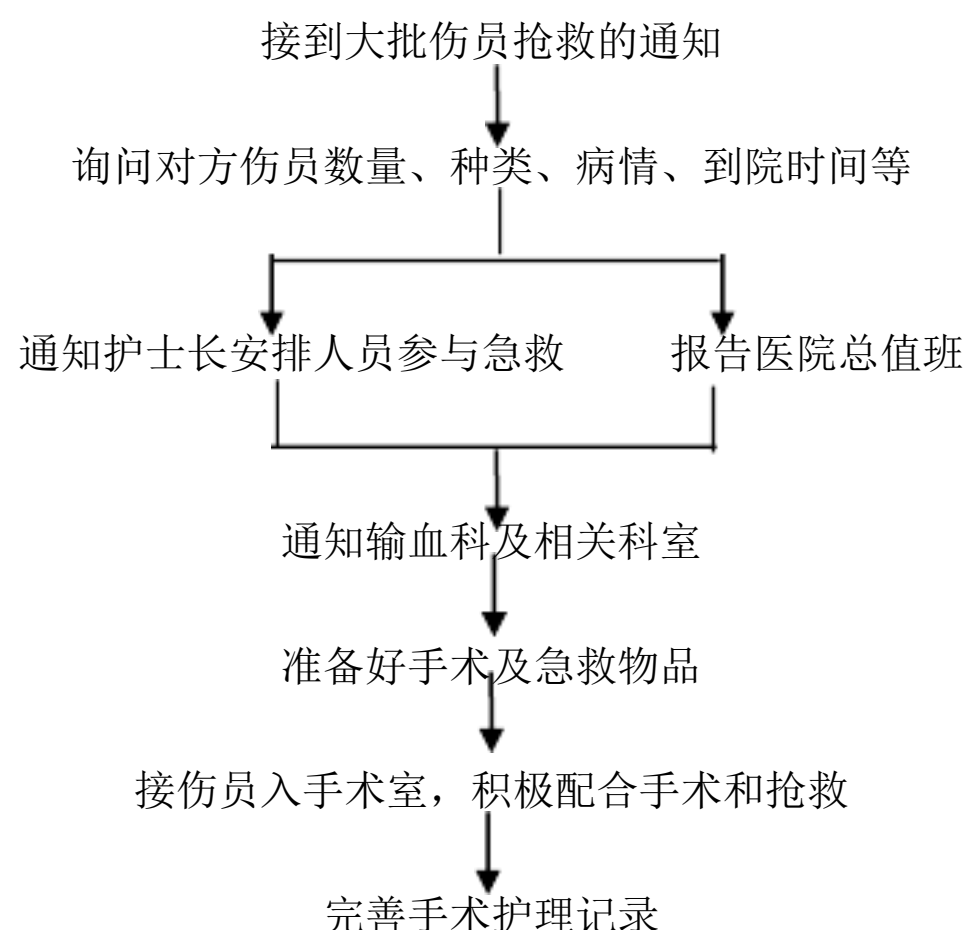 接到大批伤员抢救的通知
询问对方伤员数量、种类、病情、到院时间等
通知护士长安排人员参与急救 报告医院总值班
通知输血科及相关科室
准备好手术及急救物品
接伤员入手术室，积极配合手术和抢救
完善手术护理记录